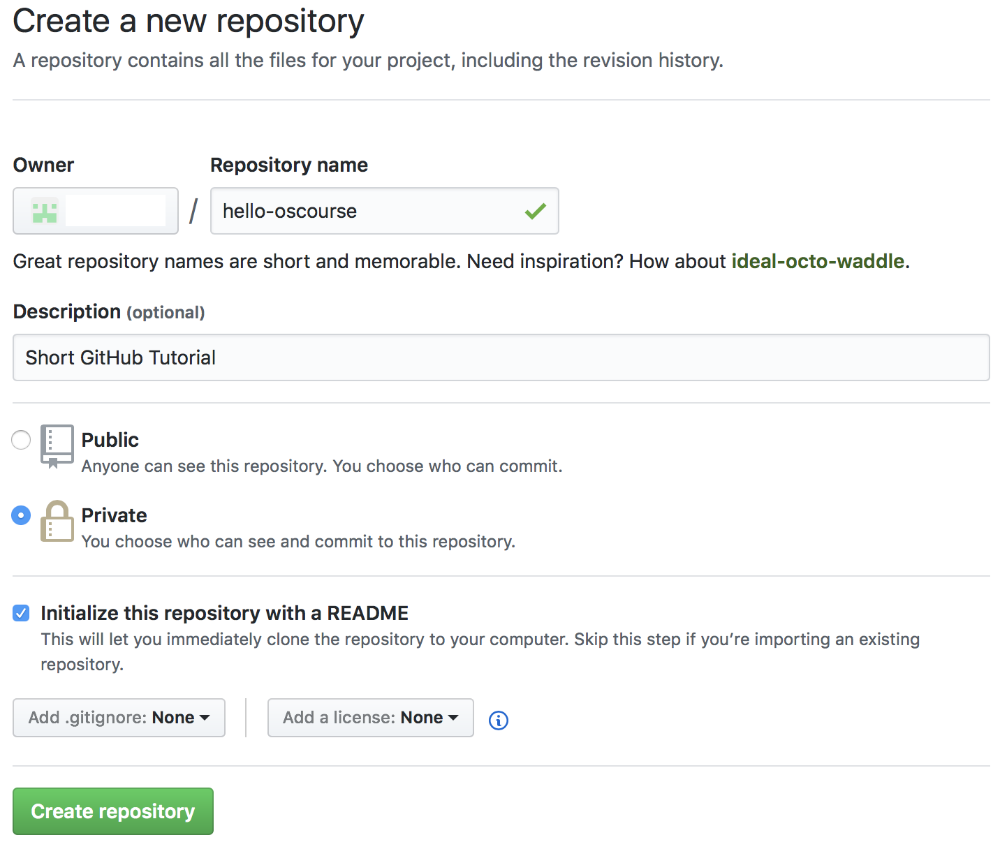 Create a new repository
A repository contains all the files for your project, including the revision history.
Owner
Repository name
/
hello-oscourse
Great repository names are short and memorable. Need inspiration? How about ideal-octo-waddle.
Description (optional)
Short GitHub Tutorial
Public
Anyone can see this repository. You choose who can commit.
Private
You choose who can see and commit to this repository.
Initialize this repository with a README
This will let you immediately clone the repository to your computer. Skip this step if you’re importing an existing
repository.
Add .gitignore: None
Add a license: None
Create repository